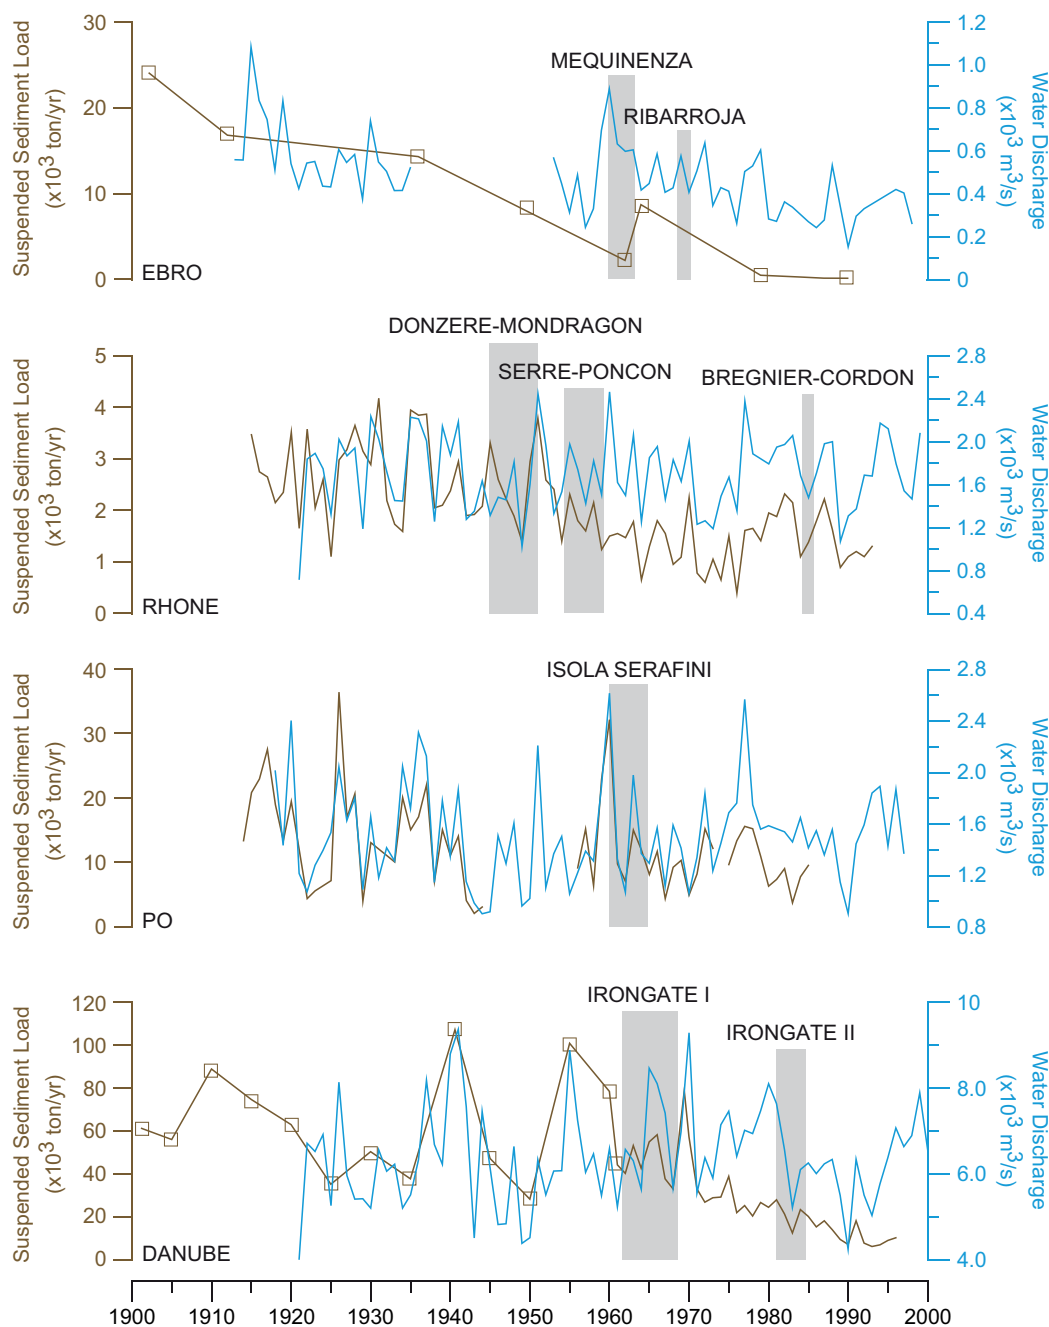 Suspended Sediment Load
(x10³ ton/yr)
30
20
10
0
EBRO
MEQUINENZA
RIBARROJA
1.2
1.0
0.8
0.6
0.4
0.2
0
Water Discharge
(x10³ m³/s)
Suspended Sediment Load
(x10³ ton/yr)
5
4
3
2
1
0
RHONE
DONZERE-MONDRAGON
SERRE-PONCON
BREGNIER-CORDON
2.8
2.4
2.0
1.6
1.2
0.8
0.4
Water Discharge
(x10³ m³/s)
Suspended Sediment Load
(x10³ ton/yr)
40
30
20
10
0
PO
ISOLA SERAFINI
2.8
2.4
2.0
1.6
1.2
0.8
Water Discharge
(x10³ m³/s)
Suspended Sediment Load
(x10³ ton/yr)
120
100
80
60
40
20
0
DANUBE
IRONGATE I
IRONGATE II
10
8.0
6.0
4.0
Water Discharge
(x10³ m³/s)
1900 1910 1920 1930 1940 1950 1960 1970 1980 1990 2000